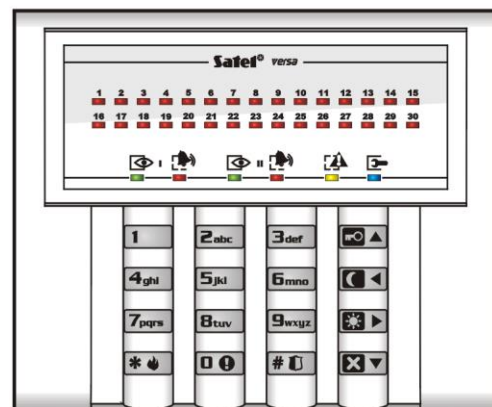 Satel® versa
1 2 3 4 5 6 7 8 9 10 11 12 13 14 15
16 17 18 19 20 21 22 23 24 25 26 27 28 29 30
I II
1 2abc 3def
4ghi 5jkl 6mno
7pqrs 8tuv 9wxyz
* 0 #